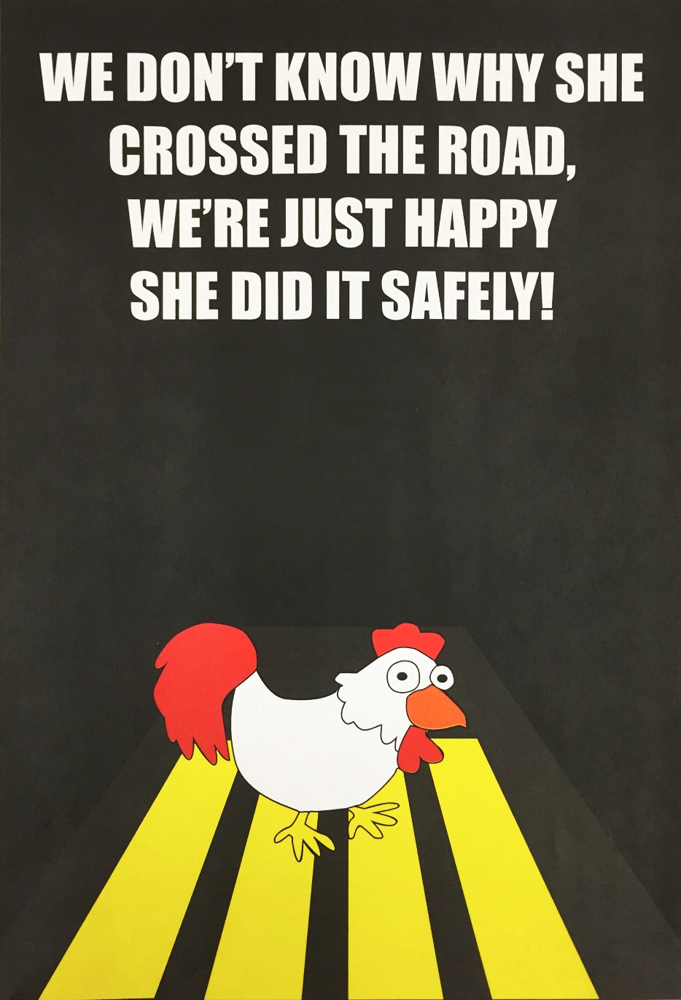 WE DON'T KNOW WHY SHE
CROSSED THE ROAD,
WE'RE JUST HAPPY
SHE DID IT SAFELY!